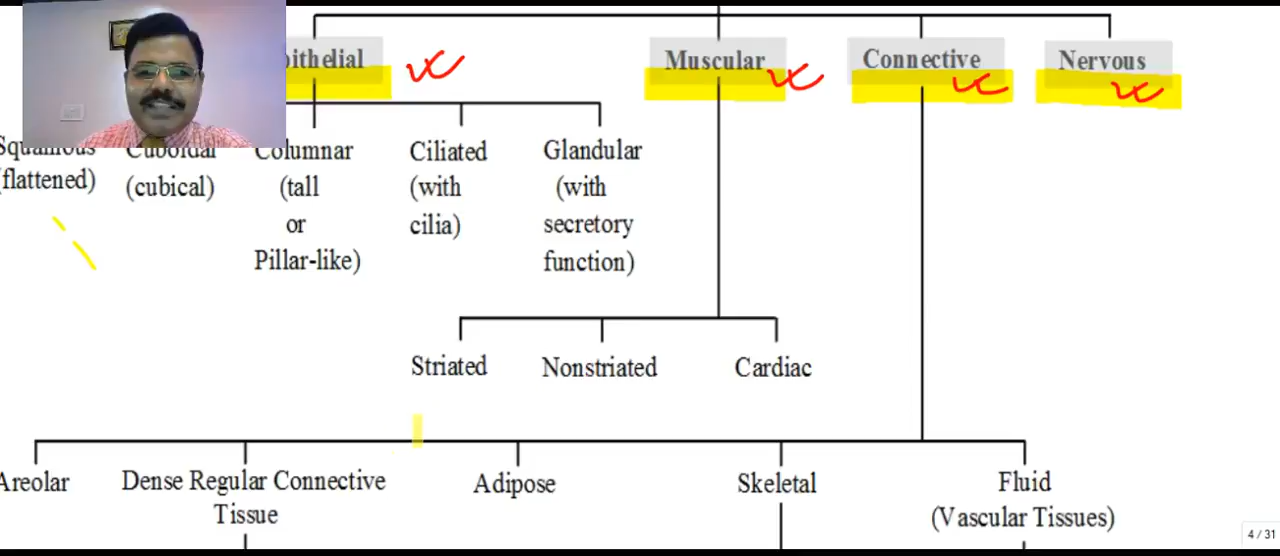 ithelial
Muscular
Connective
Nervous
Squamous
(flattened)
Cuboidal
(cubical)
Columnar
(tall
or
Pillar-like)
Ciliated
(with
cilia)
Glandular
(with
secretory
function)
Striated
Nonstriated
Cardiac
Areolar
Dense Regular Connective
Tissue
Adipose
Skeletal
Fluid
(Vascular Tissues)
4 / 31